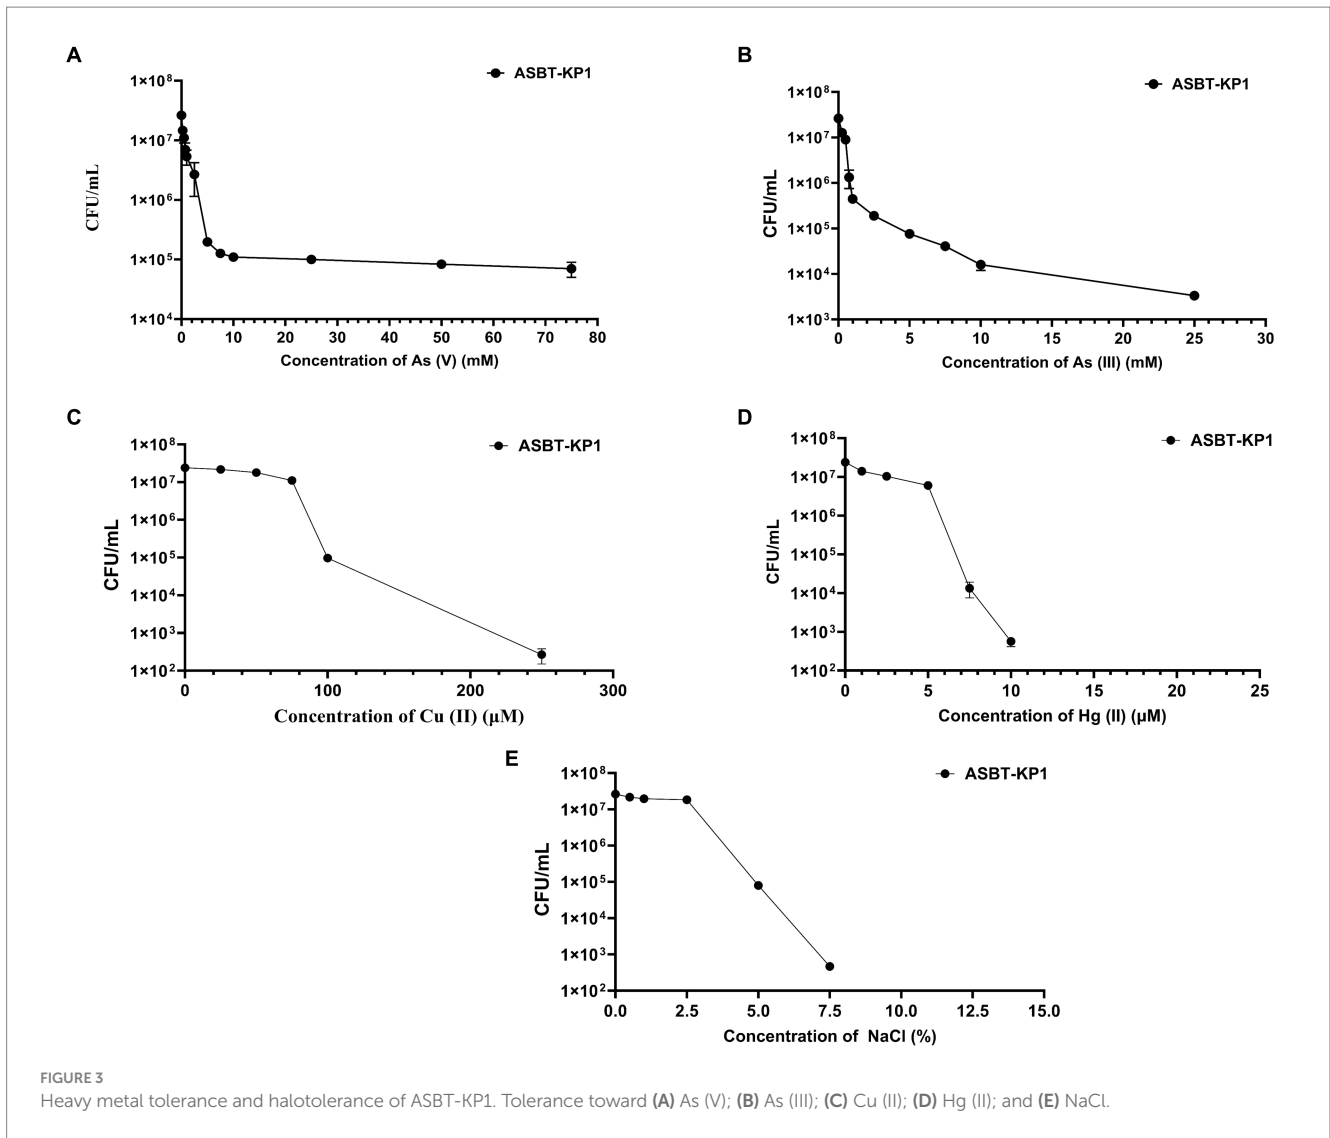 A
ASBT-KP1
1×10⁸
1×10⁷
1×10⁶
1×10⁵
1×10⁴
CFU/mL
0 10 20 30 40 50 60 70 80
Concentration of As (V) (mM)
B
ASBT-KP1
1×10⁸
1×10⁷
1×10⁶
1×10⁵
1×10⁴
1×10³
CFU/mL
0 5 10 15 20 25 30
Concentration of As (III) (mM)
C
ASBT-KP1
1×10⁸
1×10⁷
1×10⁶
1×10⁵
1×10⁴
1×10³
1×10²
CFU/mL
0 100 200 300
Concentration of Cu (II) (µM)
D
ASBT-KP1
1×10⁸
1×10⁷
1×10⁶
1×10⁵
1×10⁴
1×10³
1×10²
CFU/mL
0 5 10 15 20 25
Concentration of Hg (II) (µM)
E
ASBT-KP1
1×10⁸
1×10⁷
1×10⁶
1×10⁵
1×10⁴
1×10³
1×10²
CFU/mL
0.0 2.5 5.0 7.5 10.0 12.5 15.0
Concentration of NaCl (%)
FIGURE 3
Heavy metal tolerance and halotolerance of ASBT-KP1. Tolerance toward (A) As (V); (B) As (III); (C) Cu (II); (D) Hg (II); and (E) NaCl.